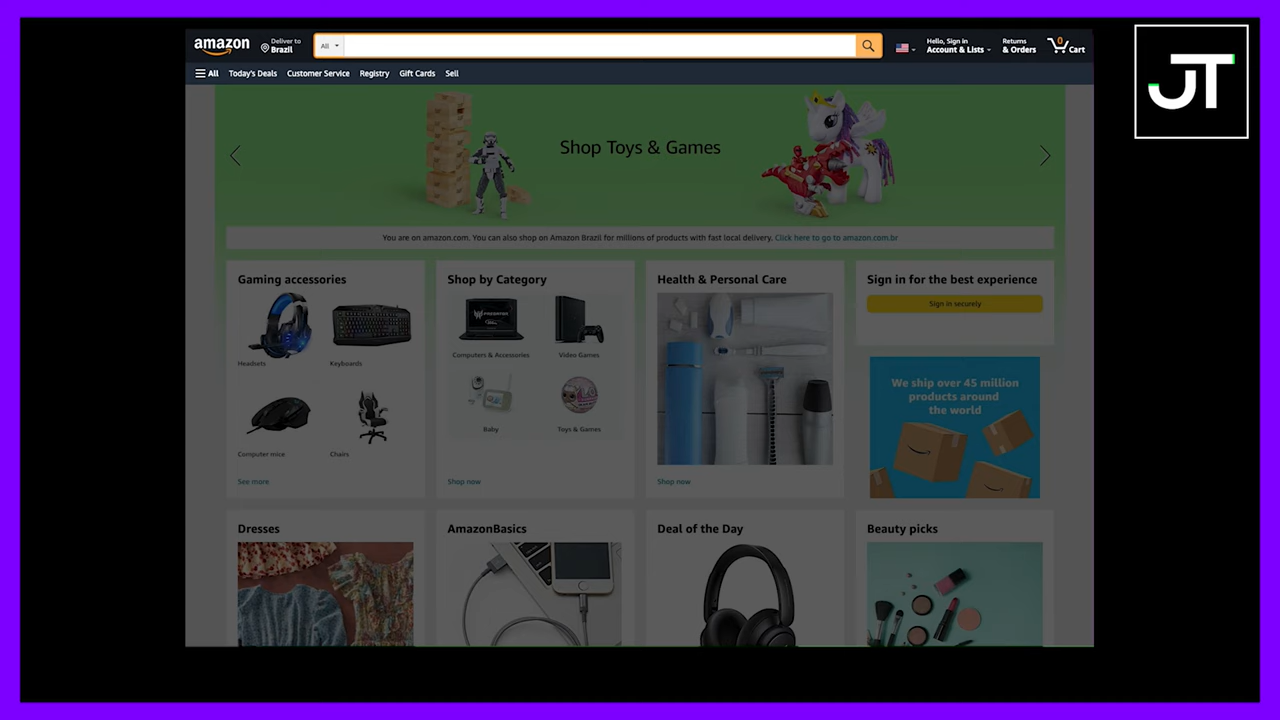 amazon
Deliver to
Brazil
All
Hello, Sign in
Account & Lists
Returns
& Orders
0
Cart
All
Today's Deals
Customer Service
Registry
Gift Cards
Sell
JT
Shop Toys & Games
You are on amazon.com. You can also shop on Amazon Brazil for millions of products with fast local delivery. Click here to go to amazon.com.br
Gaming accessories
Headsets
Keyboards
Computer mice
Chairs
See more
Shop by Category
PREDATOR
Computers & Accessories
Video Games
Baby
Toys & Games
Shop now
Health & Personal Care
Shop now
Sign in for the best experience
Sign in securely
We ship over 45 million
products around
the world
Dresses
AmazonBasics
Deal of the Day
Beauty picks